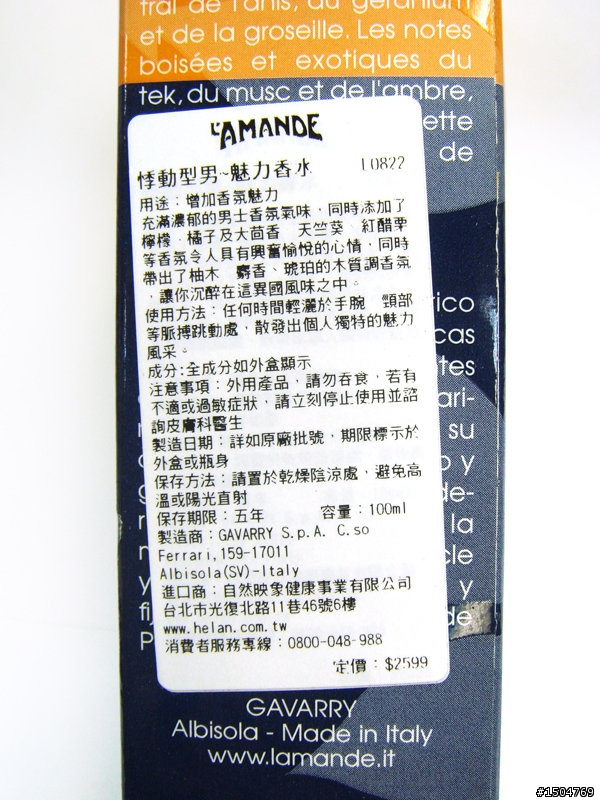 tral de l'anis, du géranium
et de la groseille. Les notes
boisées et exotiques du
tek, du musc et de l'ambre,
ette
de
L'AMANDE
悸動型男~魅力香水 L0822
用途：增加香氛魅力
充滿濃郁的男士香氛氣味，同時添加了
檸檬、橘子及大茴香、天竺葵、紅醋栗
等香氛令人具有興奮愉悅的心情，同時
帶出了柚木、麝香、琥珀的木質調香氛
，讓你沉醉在這異國風味之中。
使用方法：任何時間輕灑於手腕、頸部
等脈搏跳動處，散發出個人獨特的魅力
風采。
成分:全成分如外盒顯示
注意事項：外用產品，請勿吞食，若有
不適或過敏症狀，請立刻停止使用並諮
詢皮膚科醫生
製造日期：詳如原廠批號，期限標示於
外盒或瓶身
保存方法：請置於乾燥陰涼處，避免高
溫或陽光直射
保存期限：五年 容量：100ml
製造商：GAVARRY S.p.A. C.so
Ferrari,159-17011
Albisola(SV)-Italy
進口商：自然映象健康事業有限公司
台北市光復北路11巷46號6樓
www.helan.com.tw
消費者服務專線：0800-048-988
定價：$2599
rico
cas
tes
ari-
su
o y
de-
la
cle
y
de
GAVARRY
Albisola - Made in Italy
www.lamande.it
#1504769